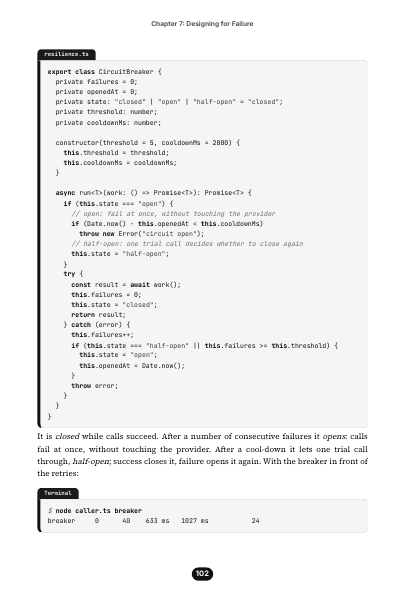 Chapter 7: Designing for Failure
resilience.ts
export class CircuitBreaker {
  private failures = 0;
  private openedAt = 0;
  private state: "closed" | "open" | "half-open" = "closed";
  private threshold: number;
  private cooldownMs: number;

  constructor(threshold = 5, cooldownMs = 2000) {
    this.threshold = threshold;
    this.cooldownMs = cooldownMs;
  }

  async run<T>(work: () => Promise<T>): Promise<T> {
    if (this.state === "open") {
      // open: fail at once, without touching the provider
      if (Date.now() - this.openedAt < this.cooldownMs)
        throw new Error("circuit open");
      // half-open: one trial call decides whether to close again
      this.state = "half-open";
    }
    try {
      const result = await work();
      this.failures = 0;
      this.state = "closed";
      return result;
    } catch (error) {
      this.failures++;
      if (this.state === "half-open" || this.failures >= this.threshold) {
        this.state = "open";
        this.openedAt = Date.now();
      }
      throw error;
    }
  }
}
It is closed while calls succeed. After a number of consecutive failures it opens: calls
fail at once, without touching the provider. After a cool-down it lets one trial call
through, half-open; success closes it, failure opens it again. With the breaker in front of
the retries:
Terminal
$ node caller.ts breaker
breaker     0      40    633 ms   1027 ms            24
102